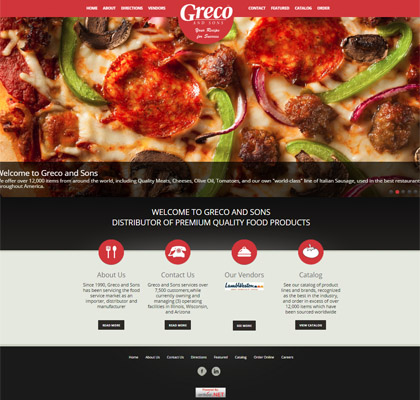 HOME ABOUT DIRECTIONS VENDORS
Greco
AND SONS
Your Recipe
for Success
CONTACT FEATURED CATALOG ORDER
Welcome to Greco and Sons
We offer over 12,000 items from around the world, including Quality Meats, Cheeses, Olive Oil, Tomatoes, and our own "world-class" line of Italian Sausage, used in the best restaurants
throughout America.
WELCOME TO GRECO AND SONS
DISTRIBUTOR OF PREMIUM QUALITY FOOD PRODUCTS
About Us
Since 1990, Greco and Sons
has been servicing the food
service market as an
importer, distributor and
manufacturer
READ MORE
Contact Us
Greco and Sons services over
7,500 customers,while
currently owning and
managing (3) operating
facilities in Illinois, Wisconsin,
and Arizona
READ MORE
Our Vendors
LambWeston
SEE MORE
Catalog
See our catalog of product
lines and brands, recognized
as the best in the industry,
and order in excess of over
12,000 items which have
been sourced worldwide
VIEW CATALOG
Home About Us Contact Us Directions Featured Catalog Order Online Careers
f in